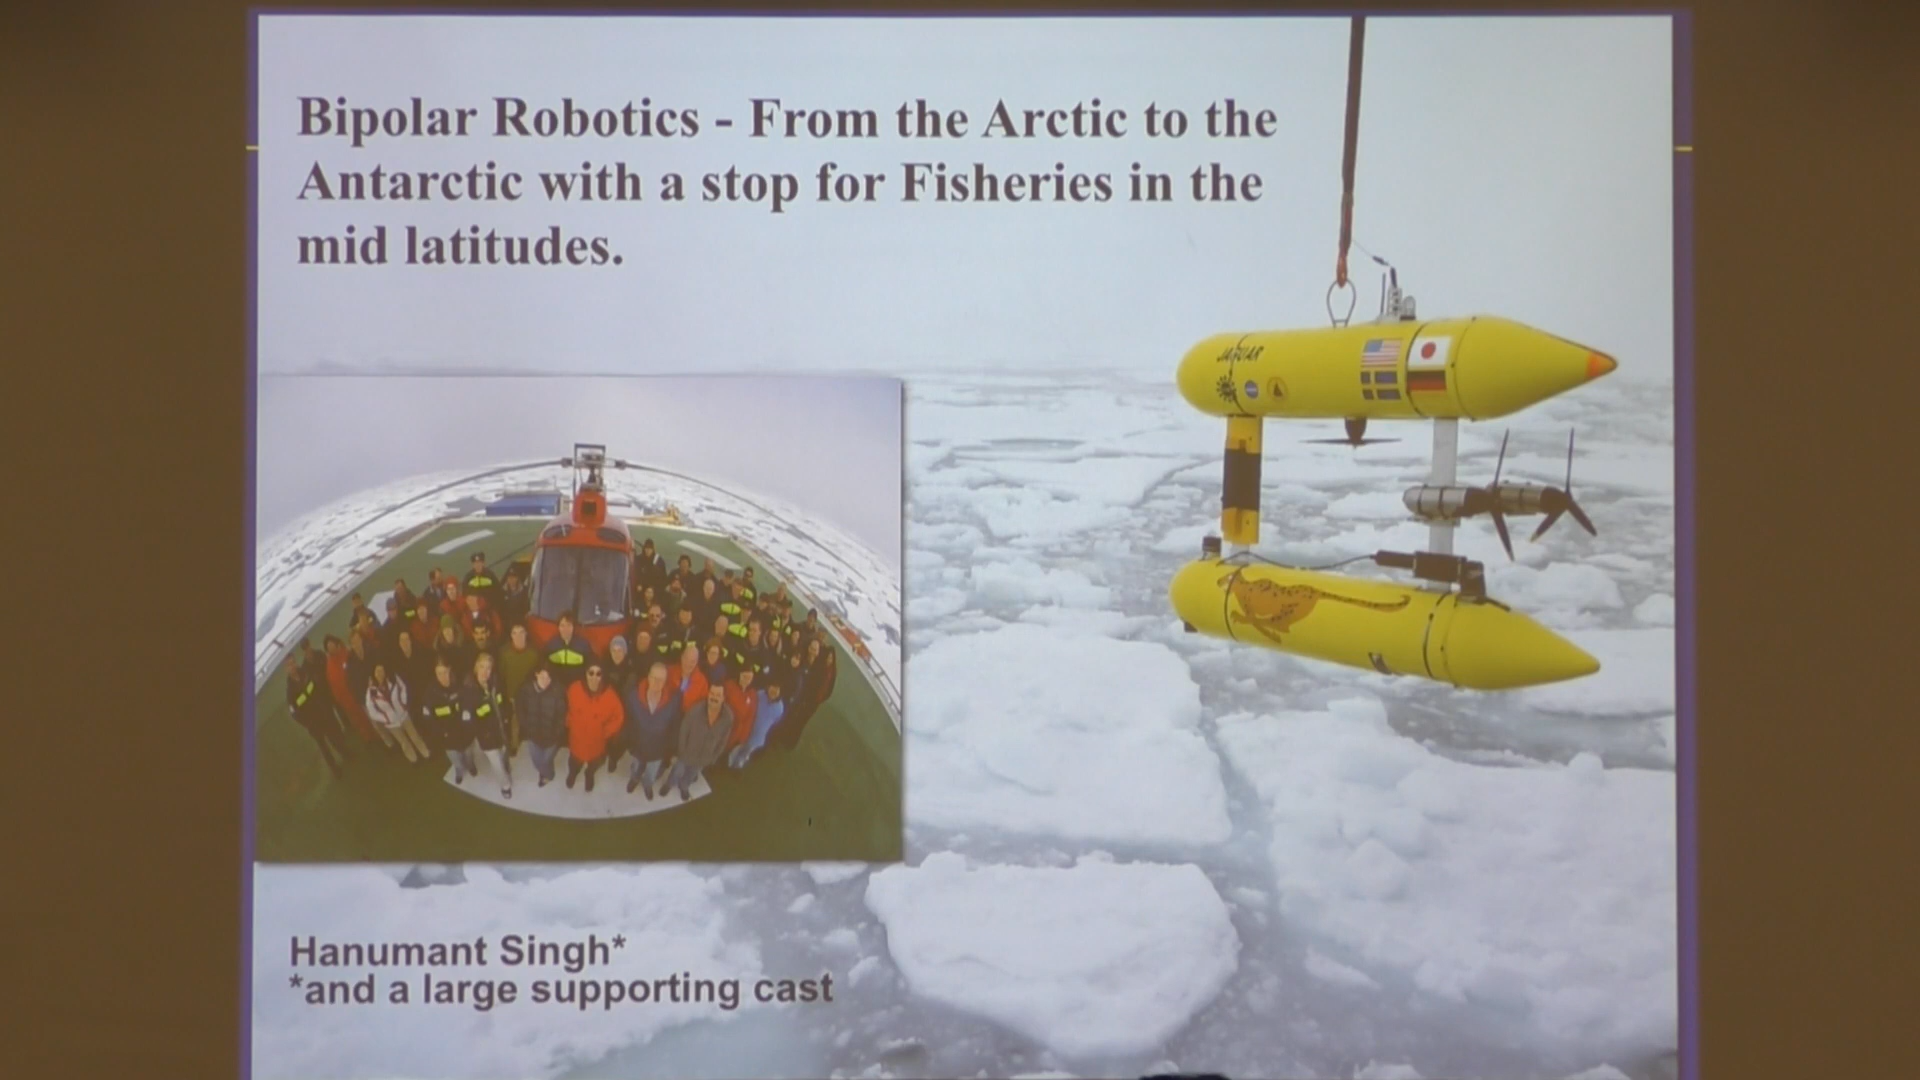 Bipolar Robotics - From the Arctic to the
Antarctic with a stop for Fisheries in the
mid latitudes.
JAGUAR
Hanumant Singh*
*and a large supporting cast